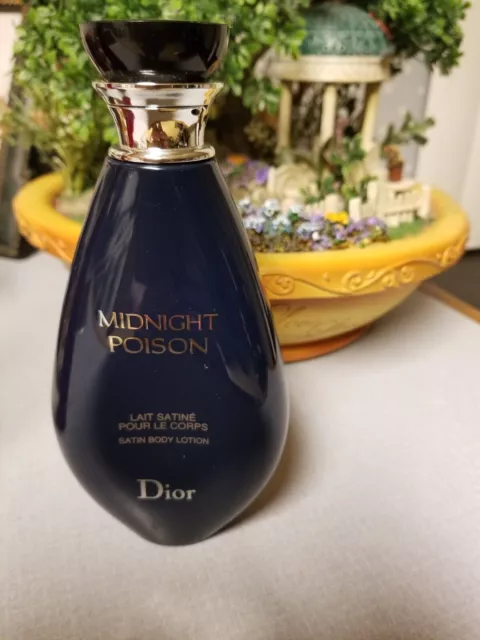 MIDNIGHT
POISON
LAIT SATINÉ
POUR LE CORPS
SATIN BODY LOTION
Dior